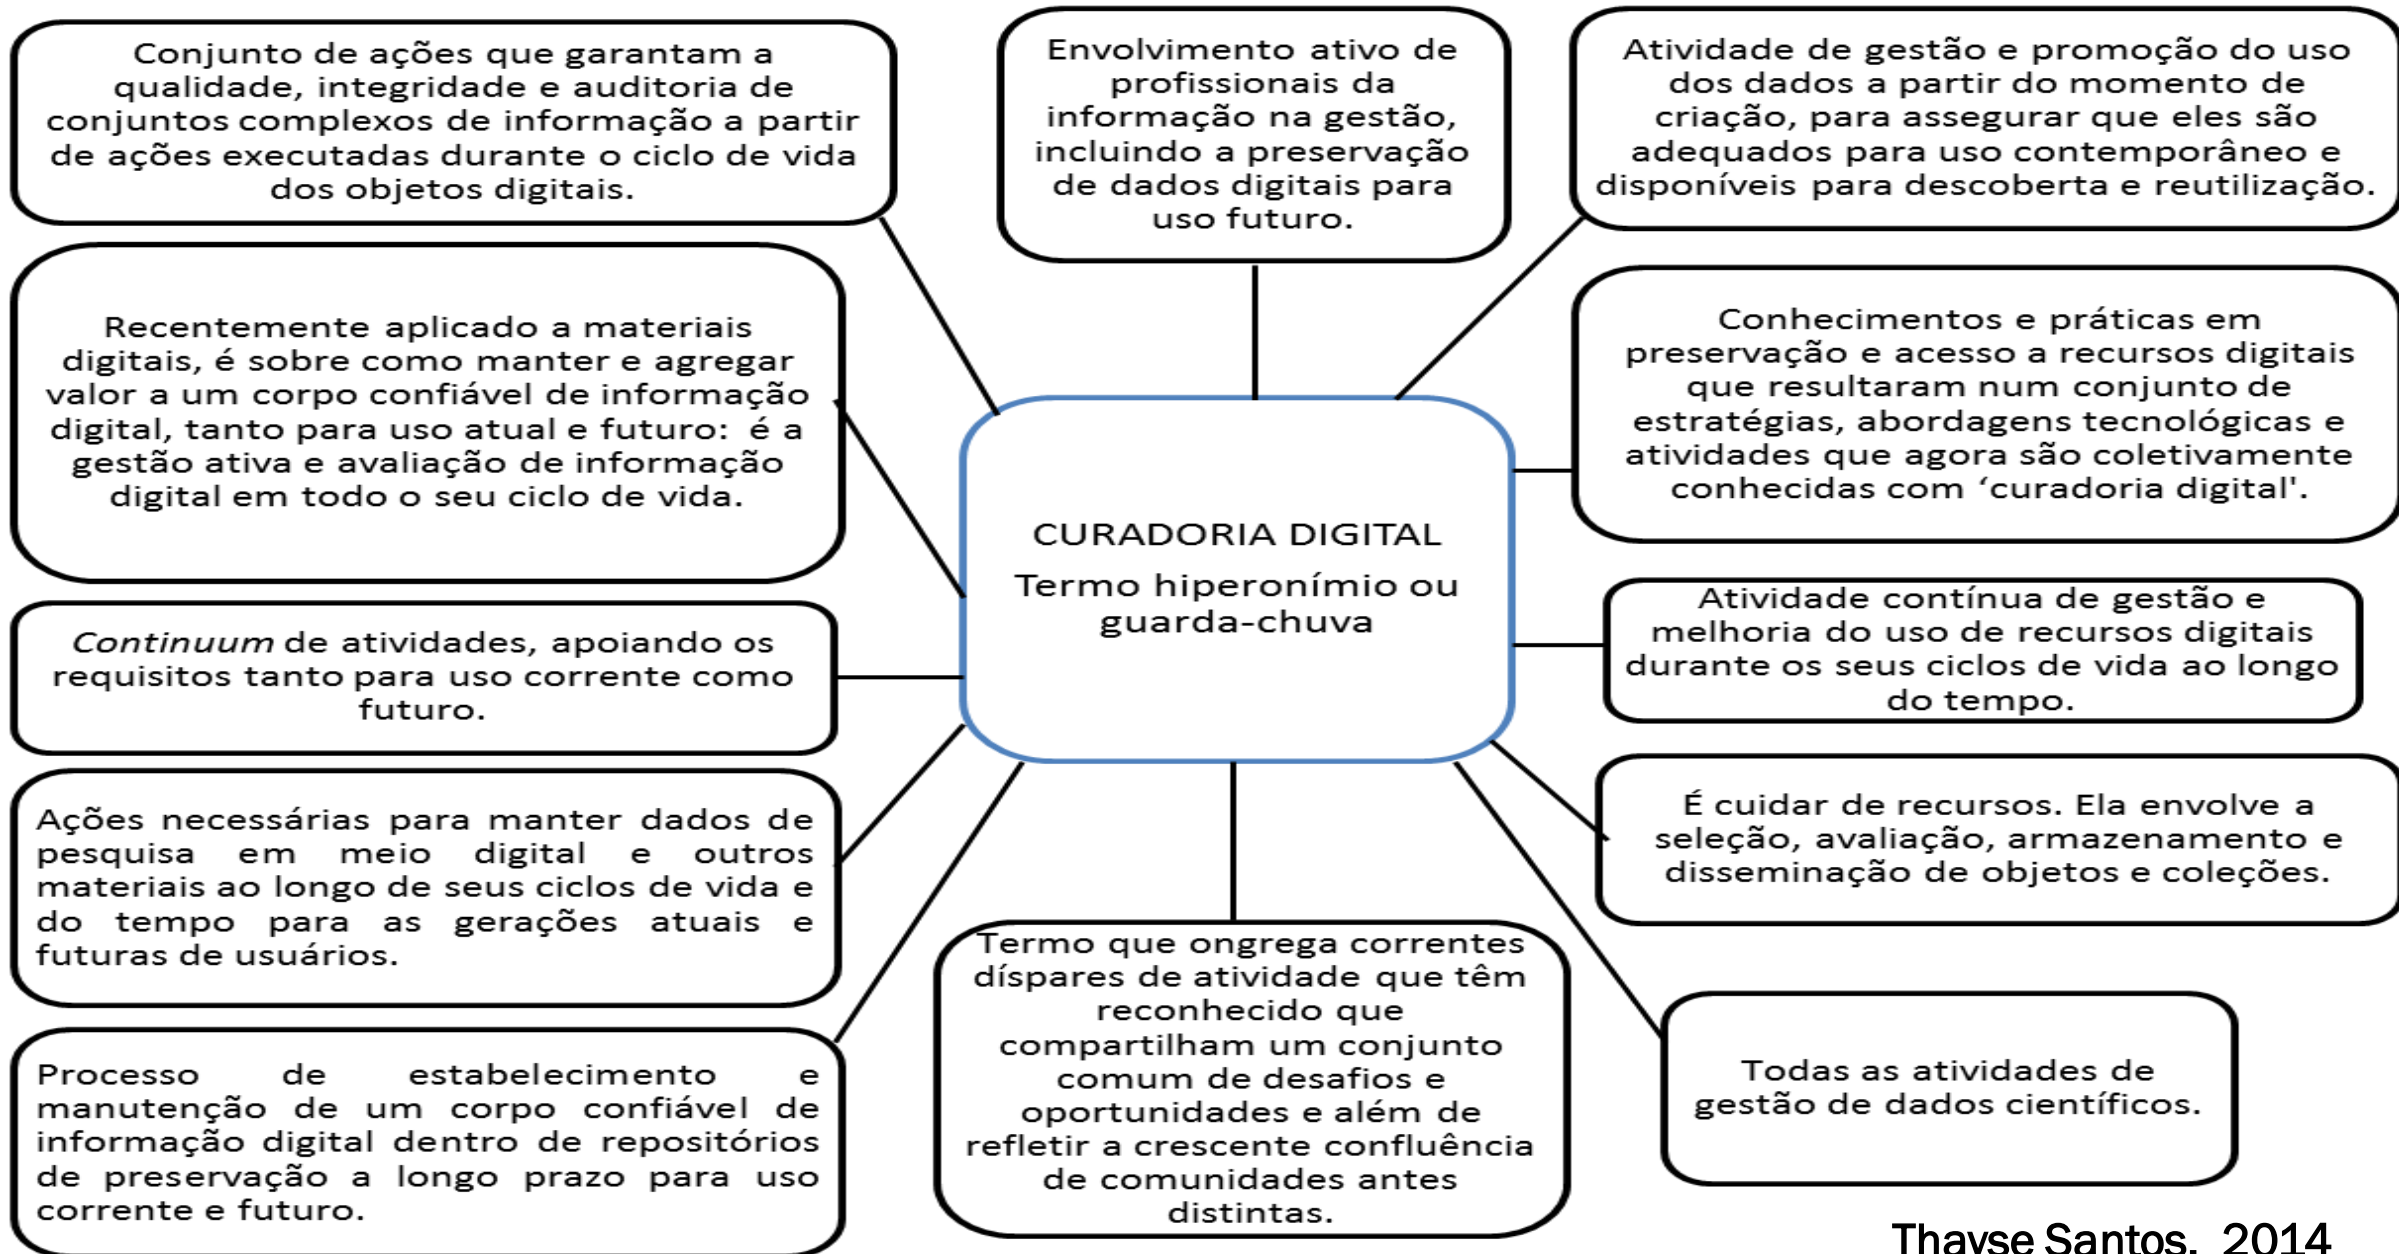 Conjunto de ações que garantam a
qualidade, integridade e auditoria de
conjuntos complexos de informação a partir
de ações executadas durante o ciclo de vida
dos objetos digitais.
Envolvimento ativo de
profissionais da
informação na gestão,
incluindo a preservação
de dados digitais para
uso futuro.
Atividade de gestão e promoção do uso
dos dados a partir do momento de
criação, para assegurar que eles são
adequados para uso contemporâneo e
disponíveis para descoberta e reutilização.
Recentemente aplicado a materiais
digitais, é sobre como manter e agregar
valor a um corpo confiável de informação
digital, tanto para uso atual e futuro: é a
gestão ativa e avaliação de informação
digital em todo o seu ciclo de vida.
Conhecimentos e práticas em
preservação e acesso a recursos digitais
que resultaram num conjunto de
estratégias, abordagens tecnológicas e
atividades que agora são coletivamente
conhecidas com ‘curadoria digital'.
CURADORIA DIGITAL
Termo hiperonímio ou
guarda-chuva
Continuum de atividades, apoiando os
requisitos tanto para uso corrente como
futuro.
Atividade contínua de gestão e
melhoria do uso de recursos digitais
durante os seus ciclos de vida ao longo
do tempo.
Ações necessárias para manter dados de
pesquisa em meio digital e outros
materiais ao longo de seus ciclos de vida e
do tempo para as gerações atuais e
futuras de usuários.
É cuidar de recursos. Ela envolve a
seleção, avaliação, armazenamento e
disseminação de objetos e coleções.
Processo de estabelecimento e
manutenção de um corpo confiável de
informação digital dentro de repositórios
de preservação a longo prazo para uso
corrente e futuro.
Termo que ongrega correntes
díspares de atividade que têm
reconhecido que
compartilham um conjunto
comum de desafios e
oportunidades e além de
refletir a crescente confluência
de comunidades antes
distintas.
Todas as atividades de
gestão de dados científicos.
Thayse Santos, 2014